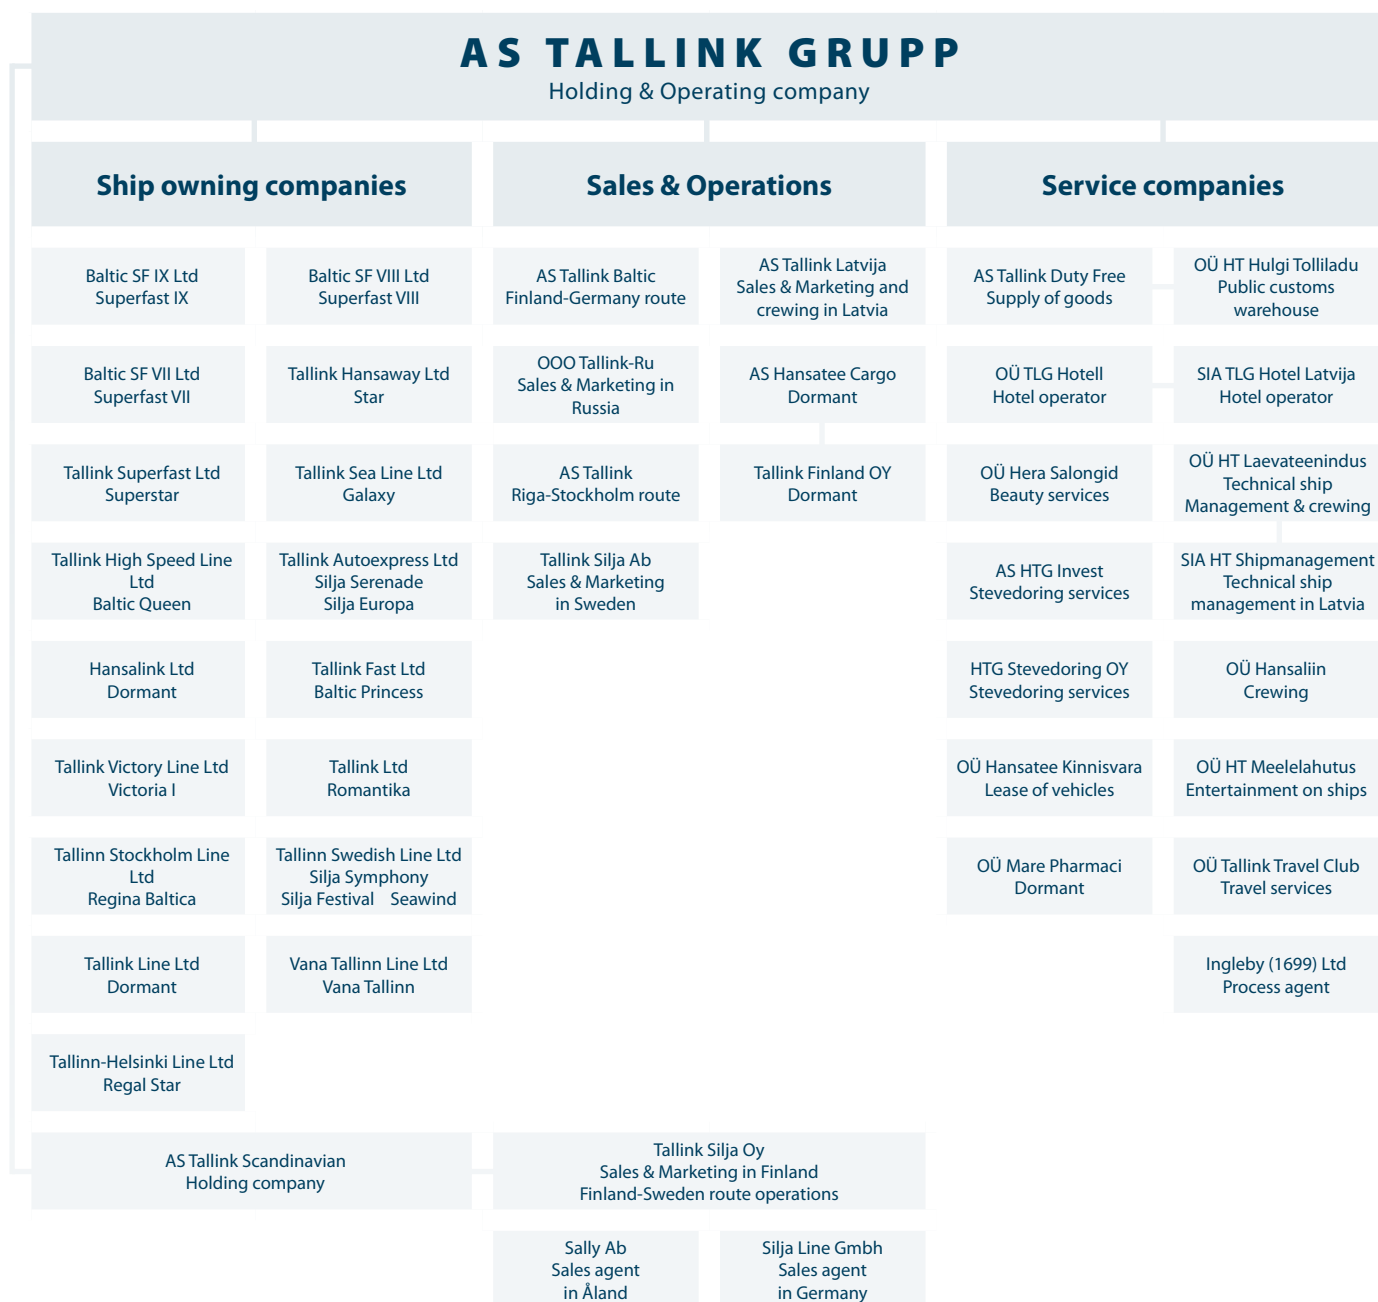 AS TALLINK GRUPP
Holding & Operating company
Ship owning companies
Sales & Operations
Service companies
Baltic SF IX Ltd
Superfast IX
Baltic SF VIII Ltd
Superfast VIII
AS Tallink Baltic
Finland-Germany route
AS Tallink Latvija
Sales & Marketing and
crewing in Latvia
AS Tallink Duty Free
Supply of goods
OÜ HT Hulgi Tolliladu
Public customs
warehouse
Baltic SF VII Ltd
Superfast VII
Tallink Hansaway Ltd
Star
OOO Tallink-Ru
Sales & Marketing in
Russia
AS Hansatee Cargo
Dormant
OÜ TLG Hotell
Hotel operator
SIA TLG Hotel Latvija
Hotel operator
Tallink Superfast Ltd
Superstar
Tallink Sea Line Ltd
Galaxy
AS Tallink
Riga-Stockholm route
Tallink Finland OY
Dormant
OÜ Hera Salongid
Beauty services
OÜ HT Laevateenindus
Technical ship
Management & crewing
Tallink High Speed Line
Ltd
Baltic Queen
Tallink Autoexpress Ltd
Silja Serenade
Silja Europa
Tallink Silja Ab
Sales & Marketing
in Sweden
AS HTG Invest
Stevedoring services
SIA HT Shipmanagement
Technical ship
management in Latvia
Hansalink Ltd
Dormant
Tallink Fast Ltd
Baltic Princess
HTG Stevedoring OY
Stevedoring services
OÜ Hansaliin
Crewing
Tallink Victory Line Ltd
Victoria I
Tallink Ltd
Romantika
OÜ Hansatee Kinnisvara
Lease of vehicles
OÜ HT Meelelahutus
Entertainment on ships
Tallinn Stockholm Line
Ltd
Regina Baltica
Tallinn Swedish Line Ltd
Silja Symphony
Silja Festival Seawind
OÜ Mare Pharmaci
Dormant
OÜ Tallink Travel Club
Travel services
Tallink Line Ltd
Dormant
Vana Tallinn Line Ltd
Vana Tallinn
Ingleby (1699) Ltd
Process agent
Tallinn-Helsinki Line Ltd
Regal Star
AS Tallink Scandinavian
Holding company
Tallink Silja Oy
Sales & Marketing in Finland
Finland-Sweden route operations
Sally Ab
Sales agent
in Åland
Silja Line Gmbh
Sales agent
in Germany